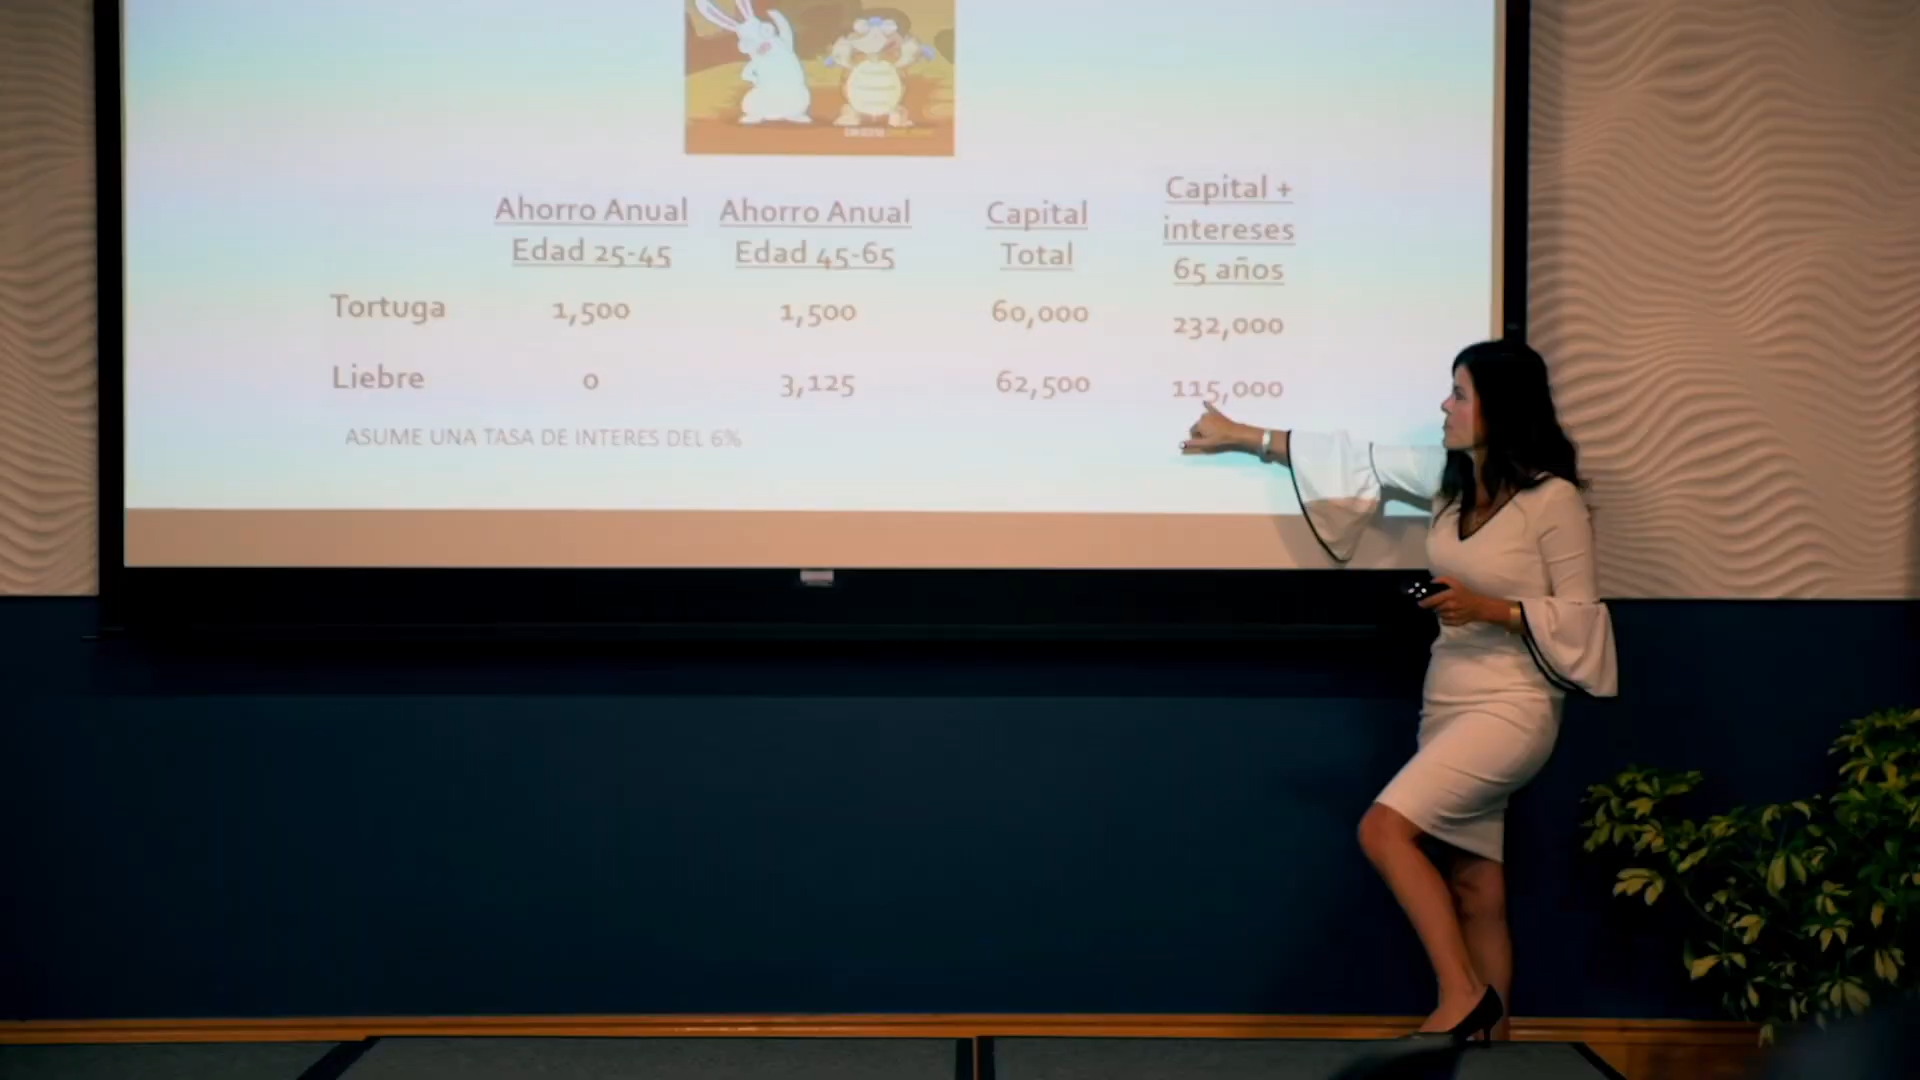 Ahorro Anual
Edad 25-45
Ahorro Anual
Edad 45-65
Capital
Total
Capital +
intereses
65 años
Tortuga 1,500 1,500 60,000 232,000
Liebre 0 3,125 62,500 115,000
ASUME UNA TASA DE INTERES DEL 6%